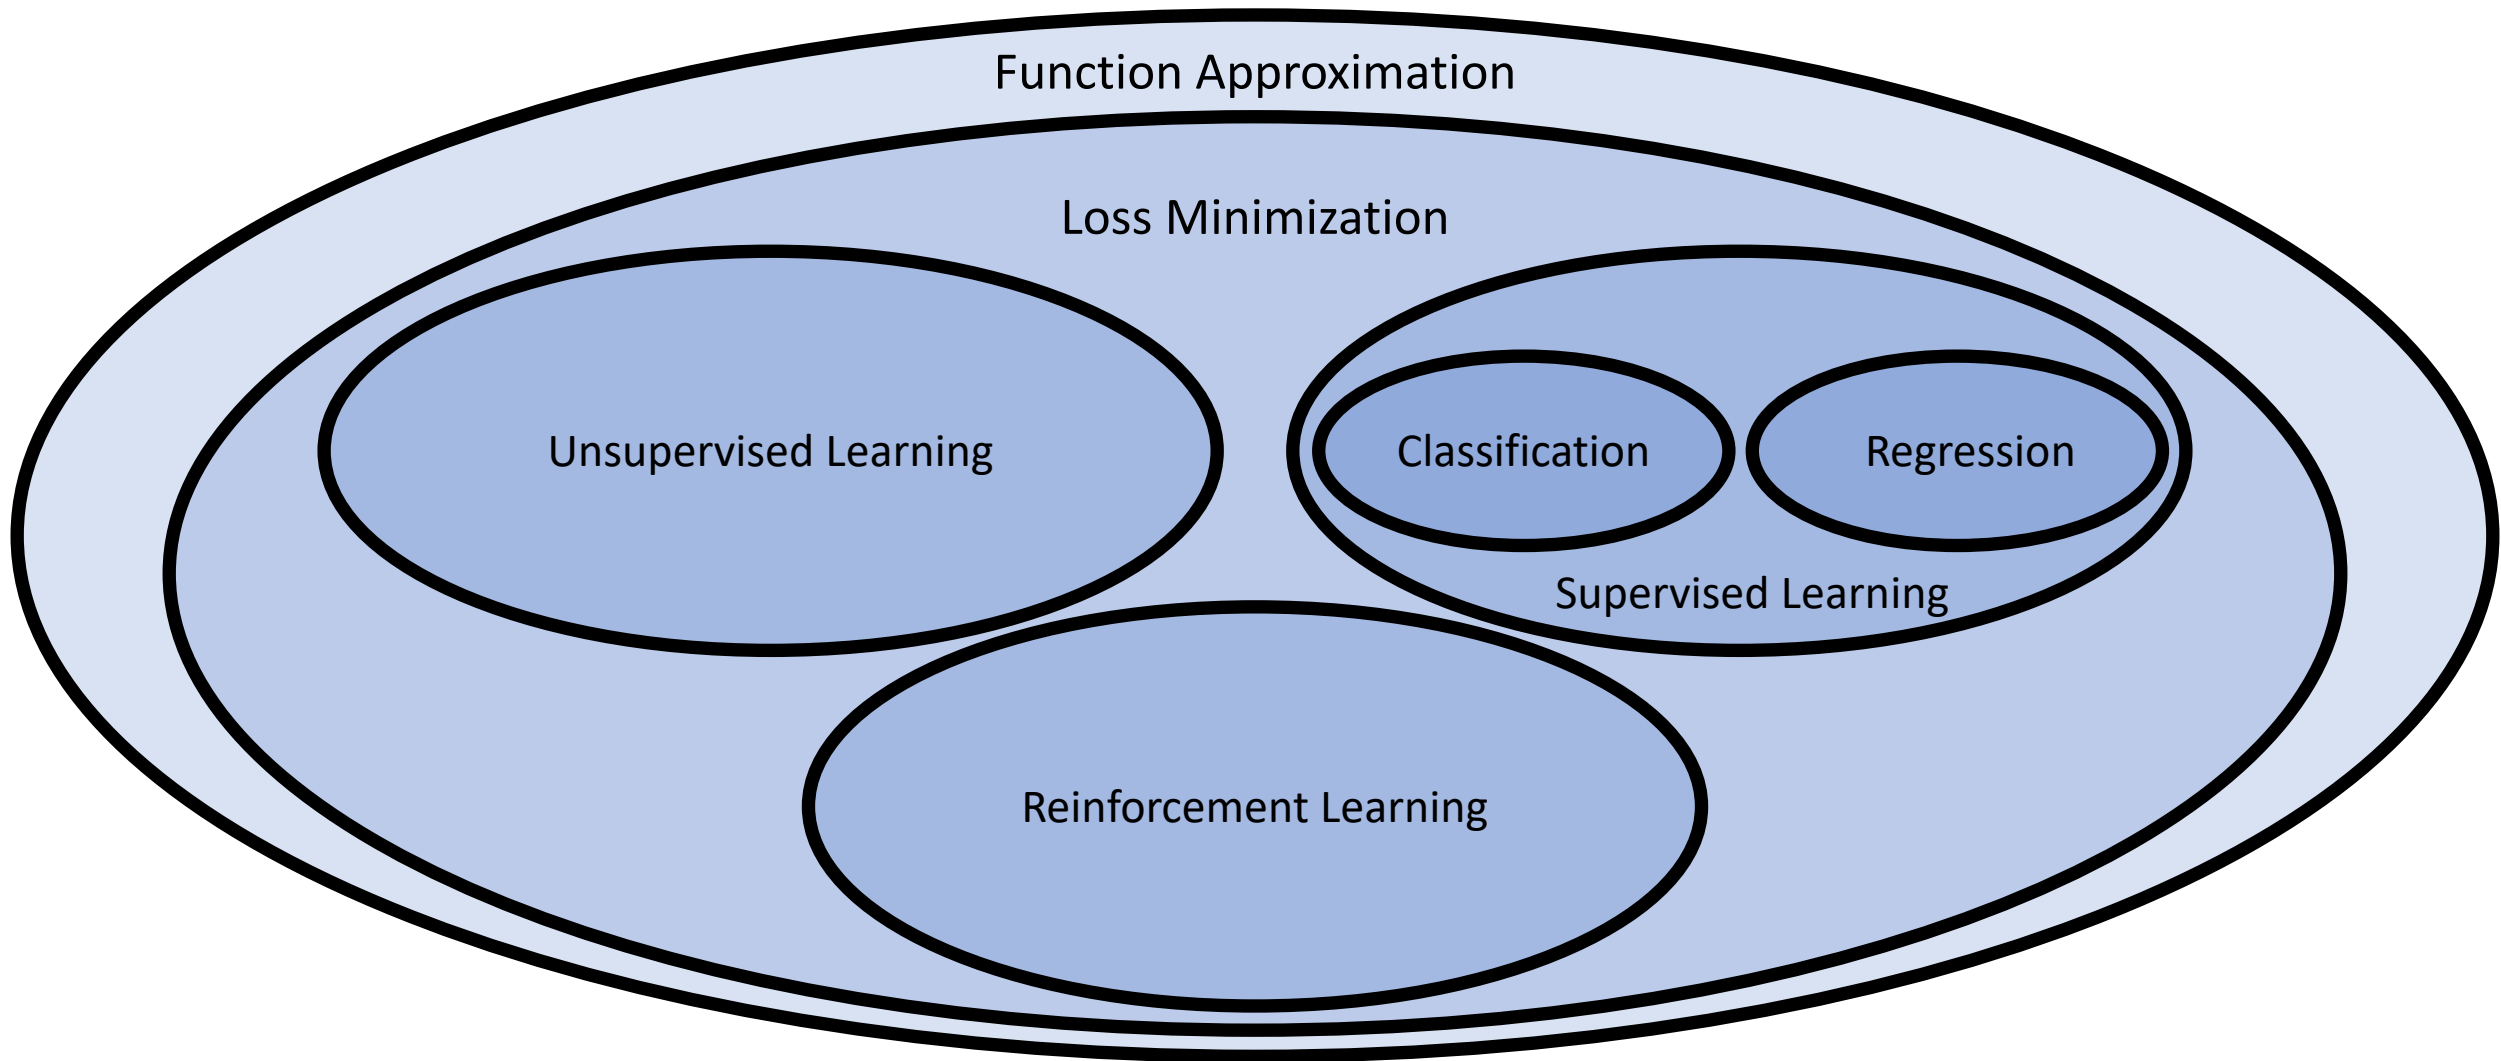 Function Approximation
Loss Minimization
Unsupervised Learning
Classification
Regression
Supervised Learning
Reinforcement Learning